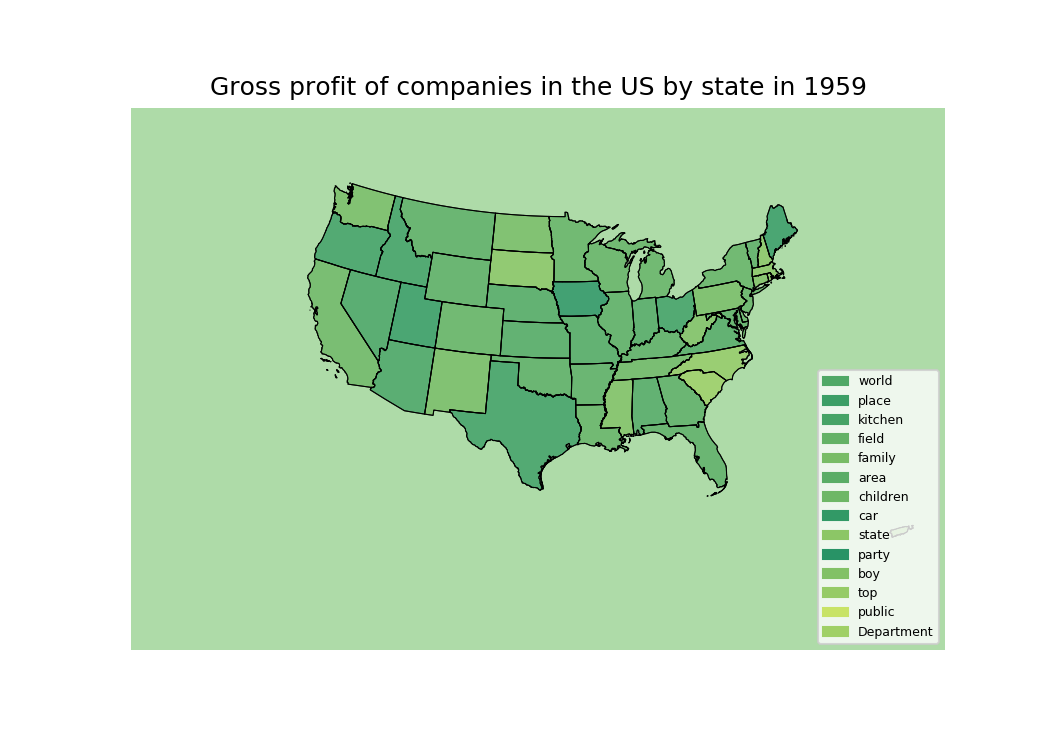 Gross profit of companies in the US by state in 1959
world
place
kitchen
field
family
area
children
car
state
party
boy
top
public
Department